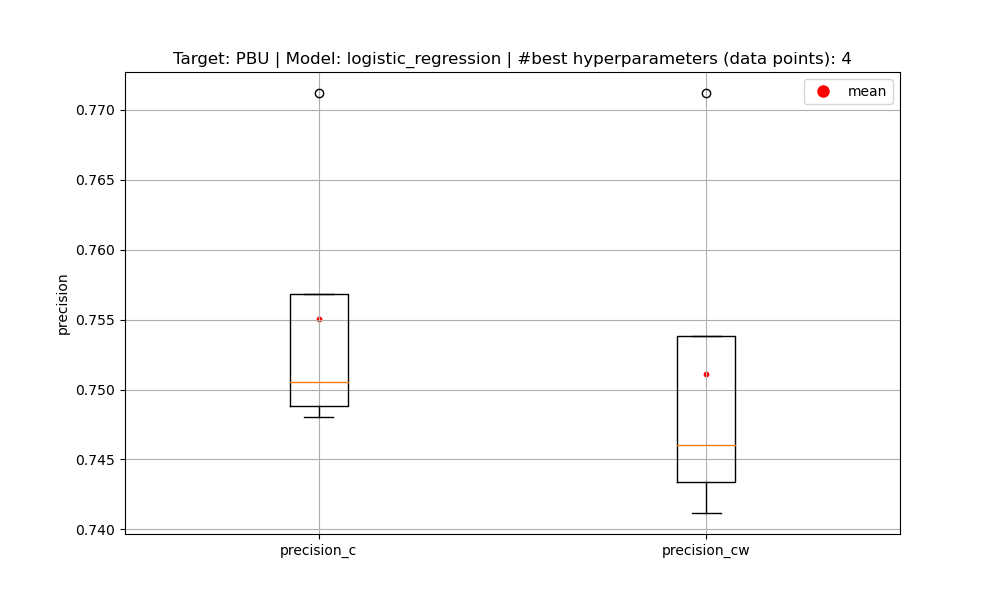 Target: PBU | Model: logistic_regression | #best hyperparameters (data points): 4
mean
0.770
0.765
0.760
0.755
0.750
0.745
0.740
precision
precision_c
precision_cw